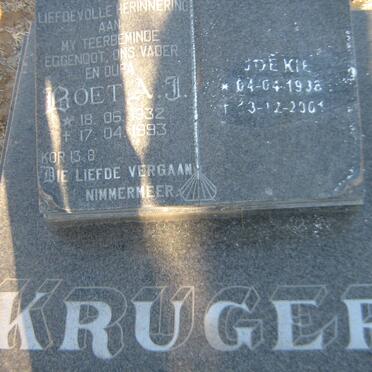 LIEFDEVOLLE HERINNERING
AAN
MY TEERBEMINDE
EGGENOOT, ONS VADER
EN OUPA
BOET A.J.
* 18.06.1932
† 17.04.1993
KOR 13.8
DIE LIEFDE VERGAAN
NIMMERMEER
JOEKIE
* 04-04-1938
† 13-12-2001
KRUGER